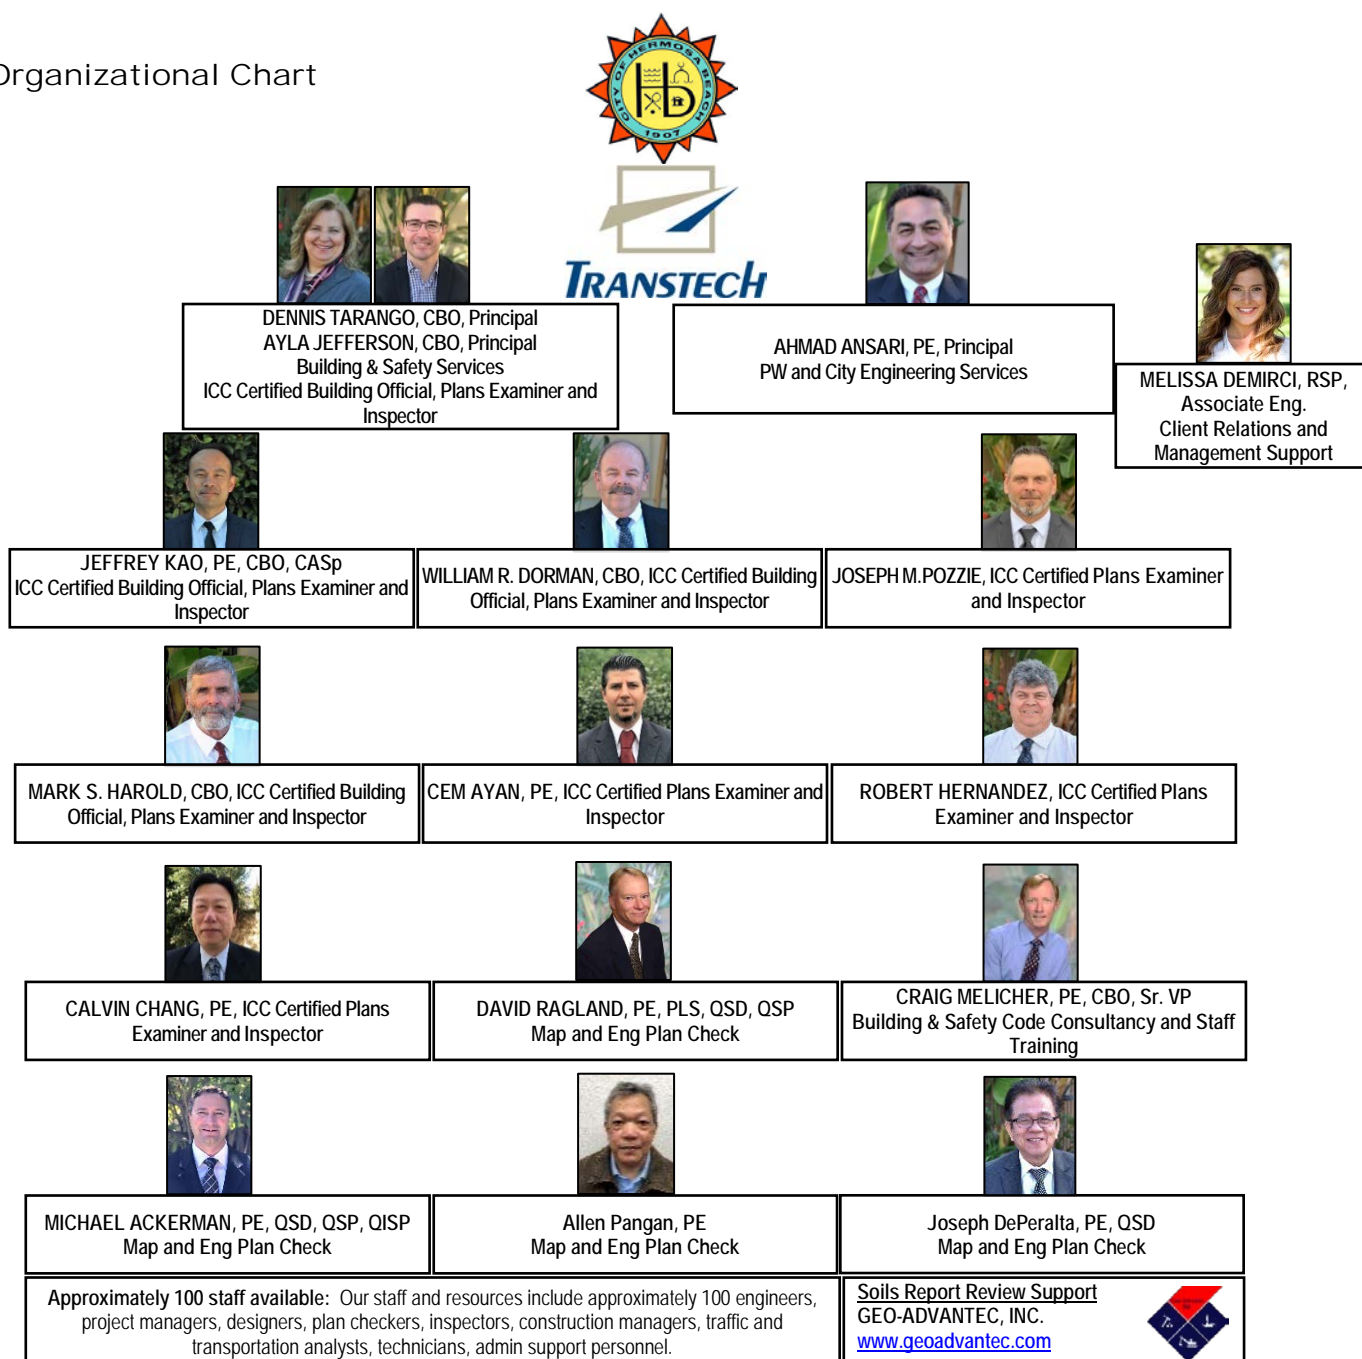 Organizational Chart
CITY OF HERMOSA BEACH
1907
TRANSTECH
DENNIS TARANGO, CBO, Principal
AYLA JEFFERSON, CBO, Principal
Building & Safety Services
ICC Certified Building Official, Plans Examiner and
Inspector
AHMAD ANSARI, PE, Principal
PW and City Engineering Services
MELISSA DEMIRCI, RSP,
Associate Eng.
Client Relations and
Management Support
JEFFREY KAO, PE, CBO, CASp
ICC Certified Building Official, Plans Examiner and
Inspector
WILLIAM R. DORMAN, CBO, ICC Certified Building
Official, Plans Examiner and Inspector
JOSEPH M.POZZIE, ICC Certified Plans Examiner
and Inspector
MARK S. HAROLD, CBO, ICC Certified Building
Official, Plans Examiner and Inspector
CEM AYAN, PE, ICC Certified Plans Examiner and
Inspector
ROBERT HERNANDEZ, ICC Certified Plans
Examiner and Inspector
CALVIN CHANG, PE, ICC Certified Plans
Examiner and Inspector
DAVID RAGLAND, PE, PLS, QSD, QSP
Map and Eng Plan Check
CRAIG MELICHER, PE, CBO, Sr. VP
Building & Safety Code Consultancy and Staff
Training
MICHAEL ACKERMAN, PE, QSD, QSP, QISP
Map and Eng Plan Check
Allen Pangan, PE
Map and Eng Plan Check
Joseph DePeralta, PE, QSD
Map and Eng Plan Check
Approximately 100 staff available: Our staff and resources include approximately 100 engineers,
project managers, designers, plan checkers, inspectors, construction managers, traffic and
transportation analysts, technicians, admin support personnel.
Soils Report Review Support
GEO-ADVANTEC, INC.
www.geoadvantec.com